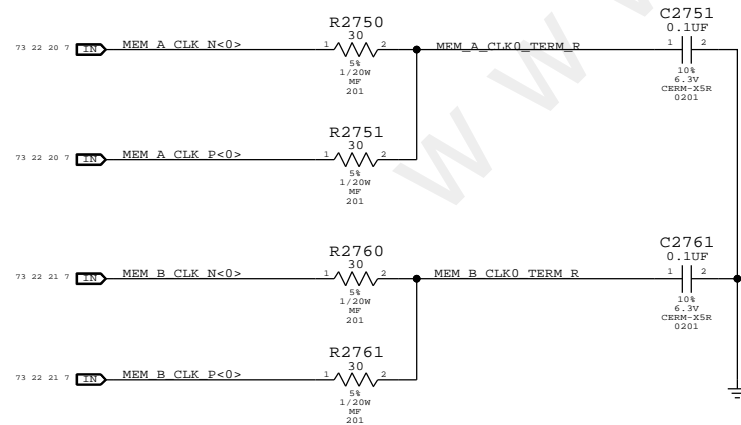 C2751
0.1UF
1 2
10%
6.3V
CERM-X5R
0201
R2750
30
73 22 20 7 IN MEM_A_CLK_N<0> 1 2 MEM_A_CLK0_TERM_R
5%
1/20W
MF
201
R2751
30
73 22 20 7 IN MEM_A_CLK_P<0> 1 2
5%
1/20W
MF
201
C2761
0.1UF
1 2
10%
6.3V
CERM-X5R
0201
R2760
30
73 22 21 7 IN MEM_B_CLK_N<0> 1 2 MEM_B_CLK0_TERM_R
5%
1/20W
MF
201
R2761
30
73 22 21 7 IN MEM_B_CLK_P<0> 1 2
5%
1/20W
MF
201
w w w